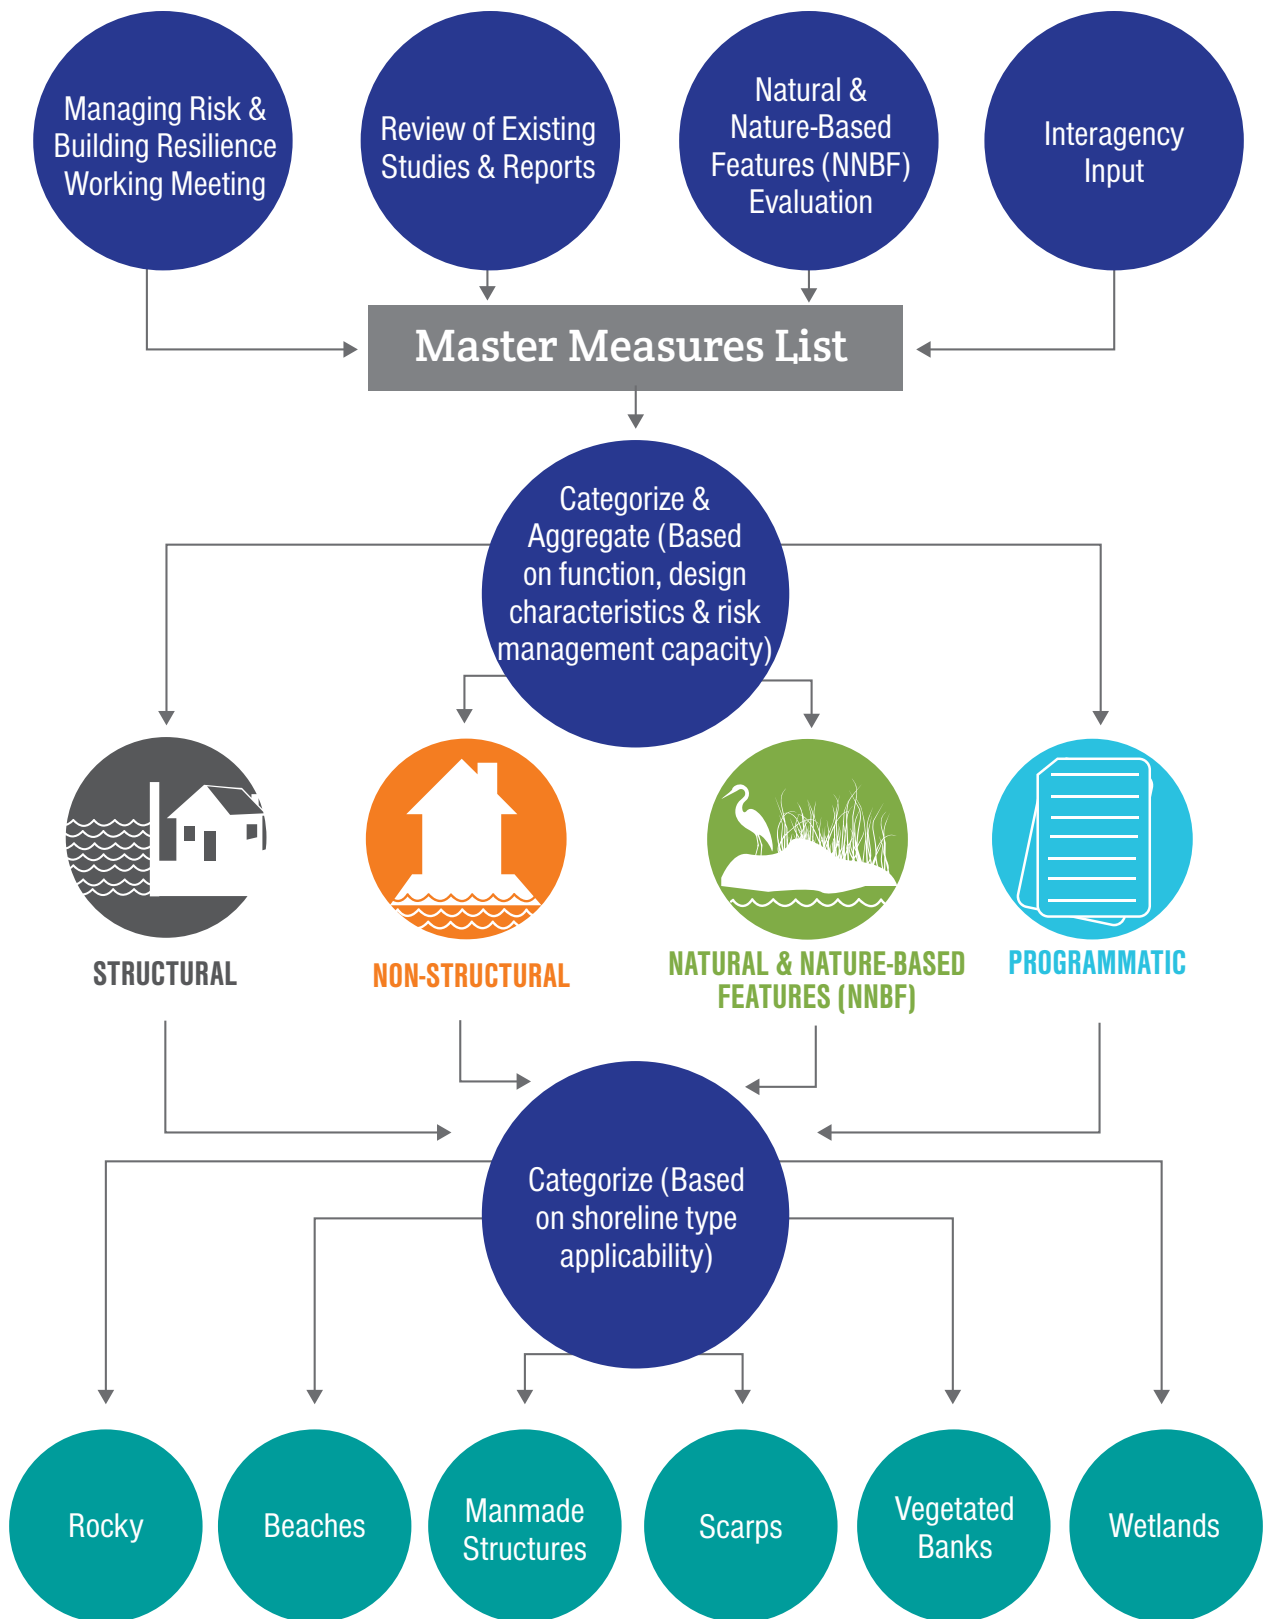 Managing Risk &
Building Resilience
Working Meeting
Review of Existing
Studies & Reports
Natural &
Nature-Based
Features (NNBF)
Evaluation
Interagency
Input
Master Measures List
Categorize &
Aggregate (Based
on function, design
characteristics & risk
management capacity)
STRUCTURAL
NON-STRUCTURAL
NATURAL & NATURE-BASED
FEATURES (NNBF)
PROGRAMMATIC
Categorize (Based
on shoreline type
applicability)
Rocky
Beaches
Manmade
Structures
Scarps
Vegetated
Banks
Wetlands